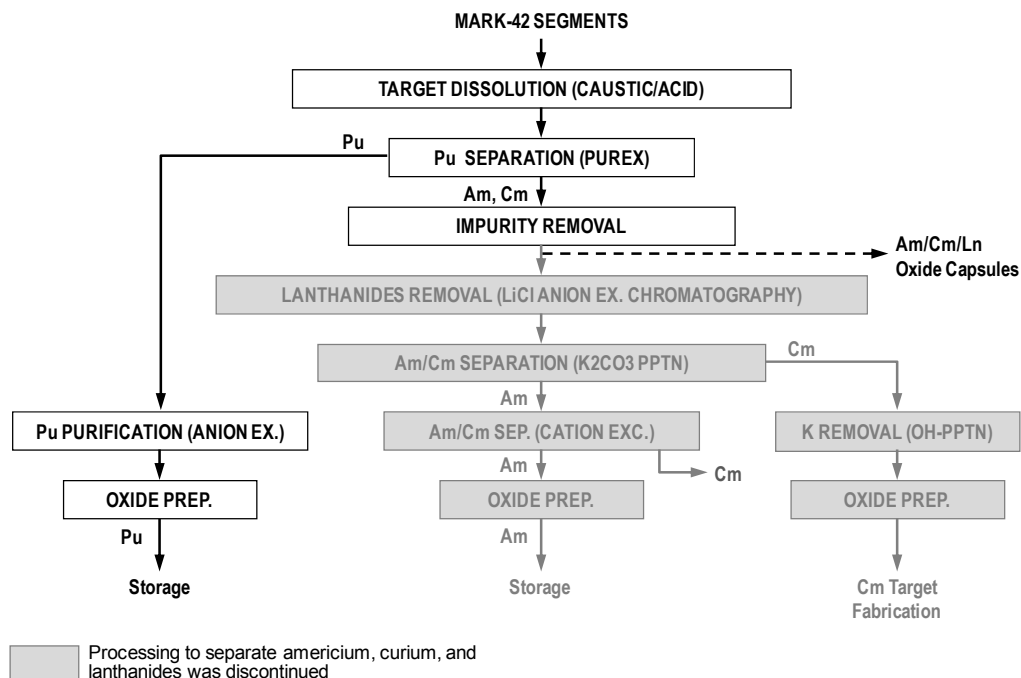 MARK-42 SEGMENTS
TARGET DISSOLUTION (CAUSTIC/ACID)
Pu
Pu SEPARATION (PUREX)
Am, Cm
IMPURITY REMOVAL
Am/Cm/Ln
Oxide Capsules
LANTHANIDES REMOVAL (LiCl ANION EX. CHROMATOGRAPHY)
Am/Cm SEPARATION (K2CO3 PPTN)
Cm
Am
Pu PURIFICATION (ANION EX.)
Am/Cm SEP. (CATION EXC.)
K REMOVAL (OH-PPTN)
Am
Cm
OXIDE PREP.
OXIDE PREP.
OXIDE PREP.
Pu
Am
Storage
Storage
Cm Target
Fabrication
Processing to separate americium, curium, and
lanthanides was discontinued